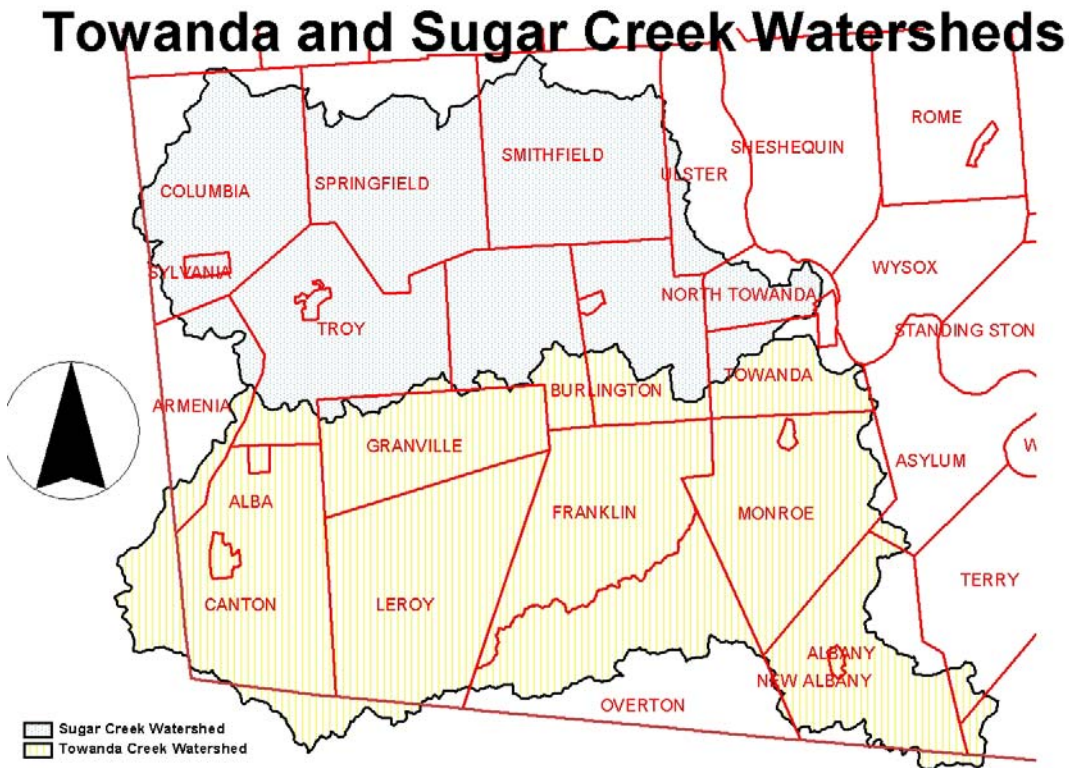 Towanda and Sugar Creek Watersheds
ROME
SHESHEQUIN
SMITHFIELD
ULSTER
SPRINGFIELD
COLUMBIA
WYSOX
SYLVANIA
NORTH TOWANDA
TROY
STANDING STON
TOWANDA
BURLINGTON
ARMENIA
GRANVILLE
W
ASYLUM
ALBA
FRANKLIN
MONROE
TERRY
CANTON
LEROY
ALBANY
NEW ALBANY
OVERTON
Sugar Creek Watershed
Towanda Creek Watershed